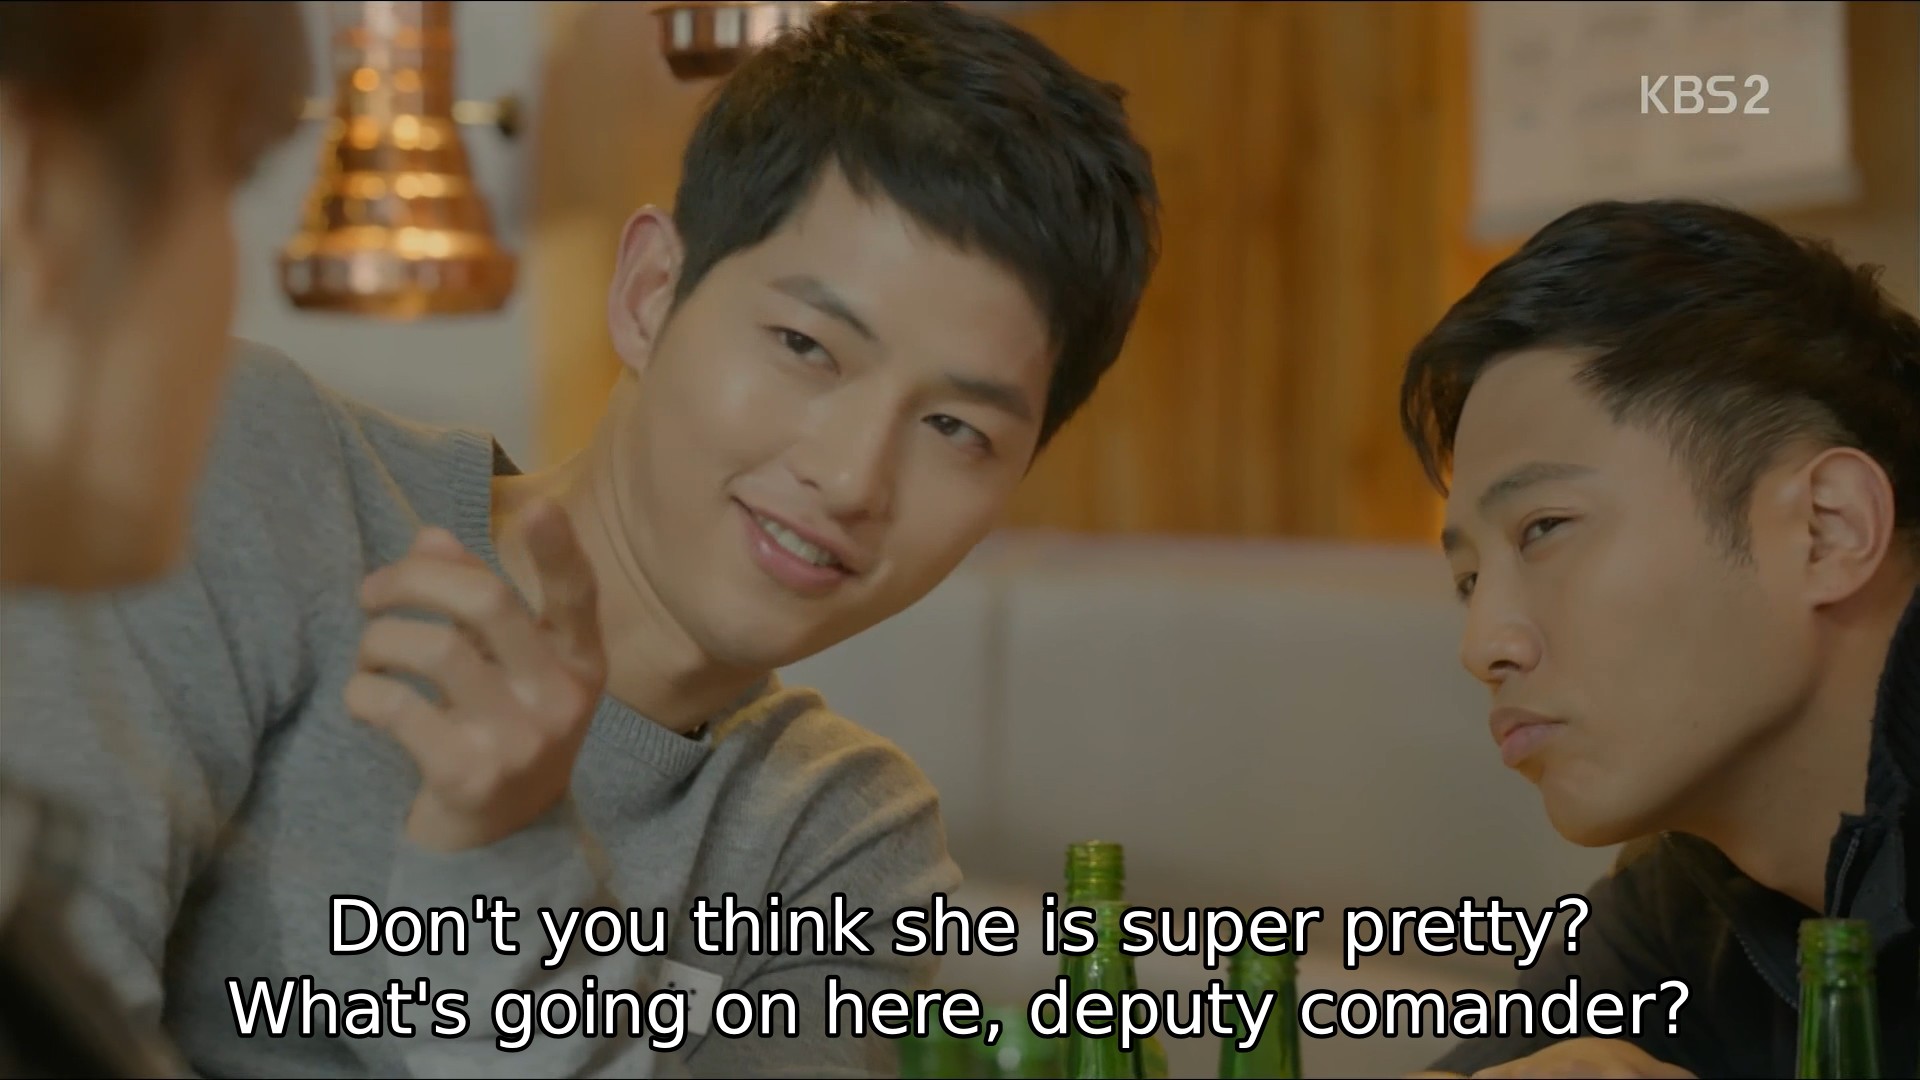 KBS2
Don't you think she is super pretty?
What's going on here, deputy comander?